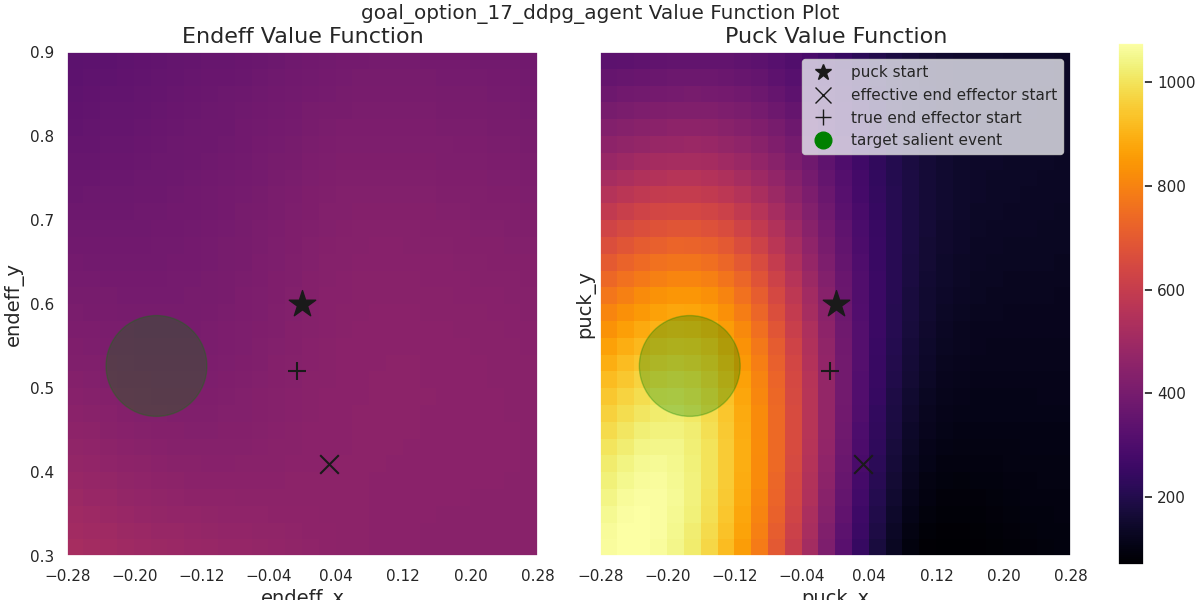 goal_option_17_ddpg_agent Value Function Plot
Endeff Value Function
0.9
0.8
0.7
0.6
0.5
0.4
0.3
endeff_y
−0.28 −0.20 −0.12 −0.04 0.04 0.12 0.20 0.28
endeff_x
Puck Value Function
puck start
effective end effector start
true end effector start
target salient event
puck_y
−0.28 −0.20 −0.12 −0.04 0.04 0.12 0.20 0.28
puck_x
1000
800
600
400
200